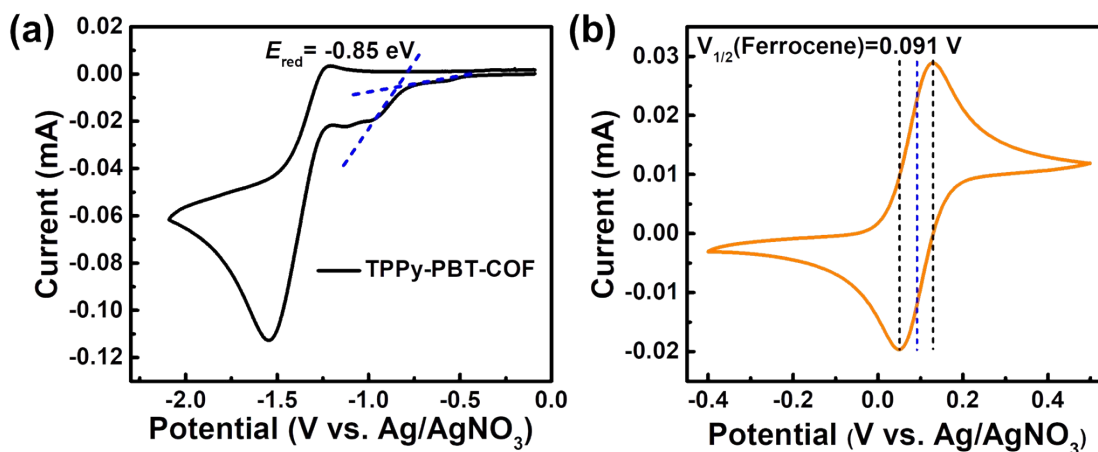 (a)
E_red = -0.85 eV
TPPy-PBT-COF
Current (mA)
0.02
0.00
-0.02
-0.04
-0.06
-0.08
-0.10
-0.12
-2.0
-1.5
-1.0
-0.5
0.0
Potential (V vs. Ag/AgNO₃)
(b)
V₁/₂(Ferrocene)=0.091 V
Current (mA)
0.03
0.02
0.01
0.00
-0.01
-0.02
-0.4
-0.2
0.0
0.2
0.4
Potential (V vs. Ag/AgNO₃)